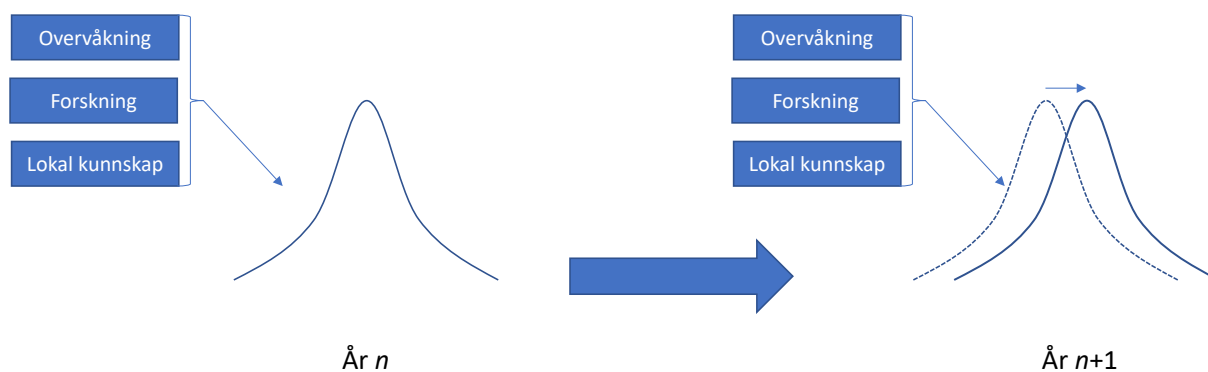 Overvåkning
Forskning
Lokal kunnskap
År n
Overvåkning
Forskning
Lokal kunnskap
År n+1